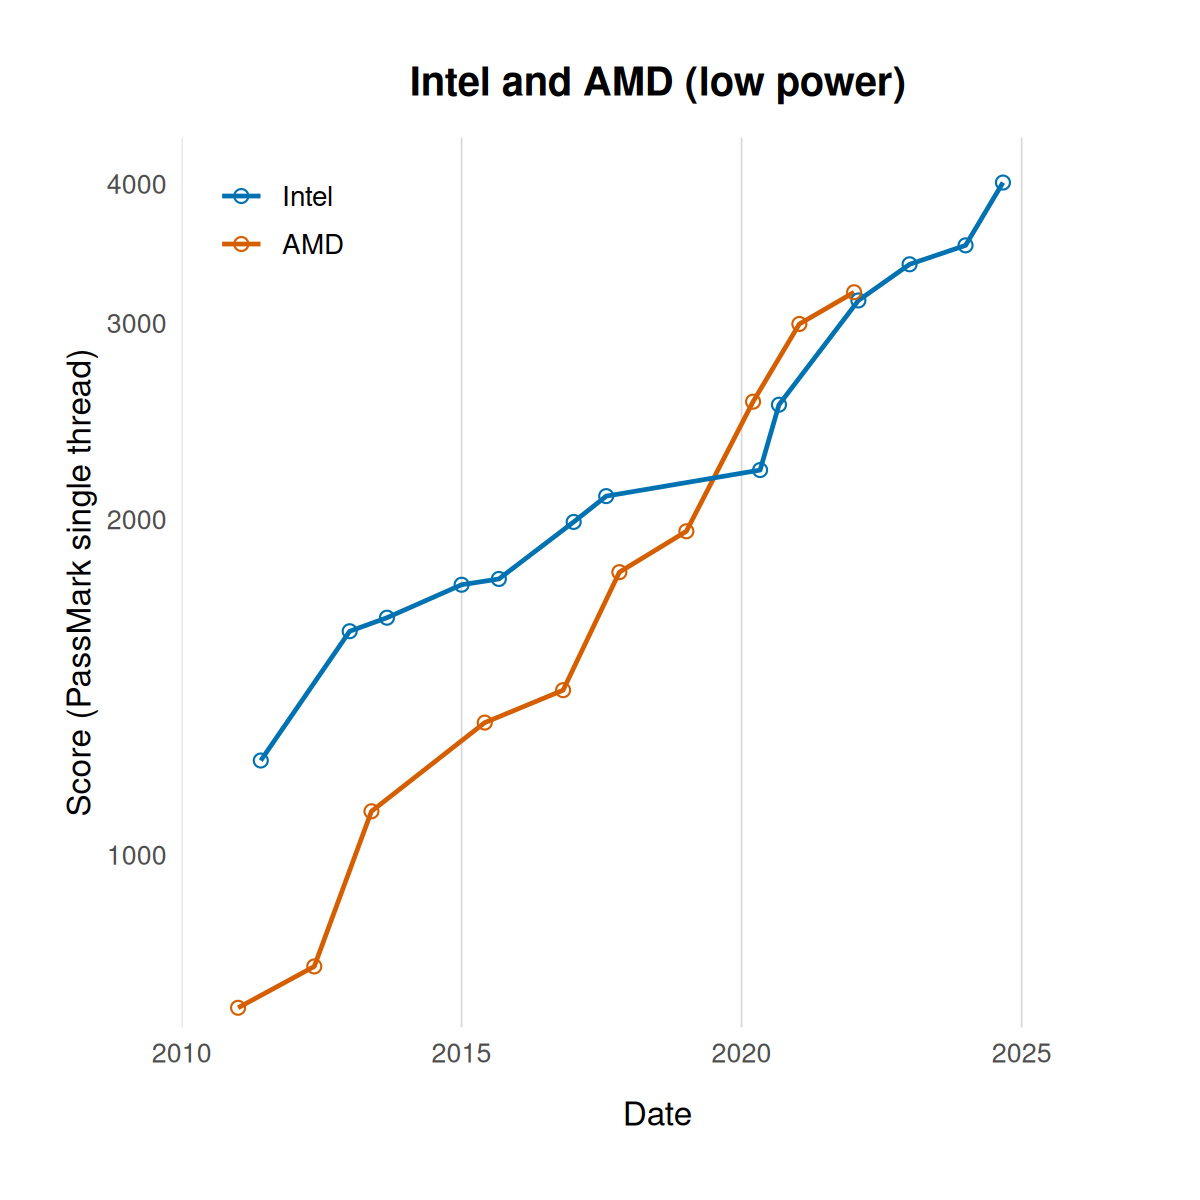 Intel and AMD (low power)
Intel
AMD
4000
3000
2000
1000
Score (PassMark single thread)
2010
2015
2020
2025
Date